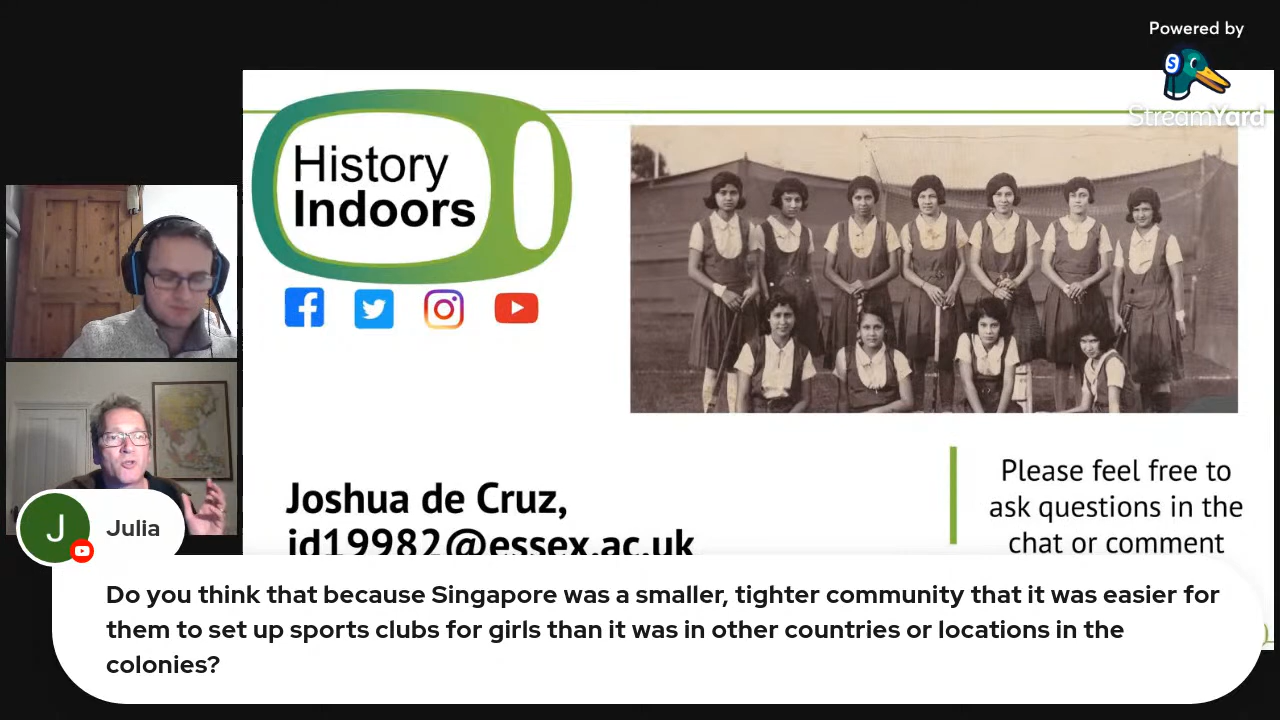 Powered by
S
StreamYard
History
Indoors
Joshua de Cruz,
jd19982@essex.ac.uk
Please feel free to
ask questions in the
chat or comment
J
Julia
Do you think that because Singapore was a smaller, tighter community that it was easier for
them to set up sports clubs for girls than it was in other countries or locations in the
colonies?